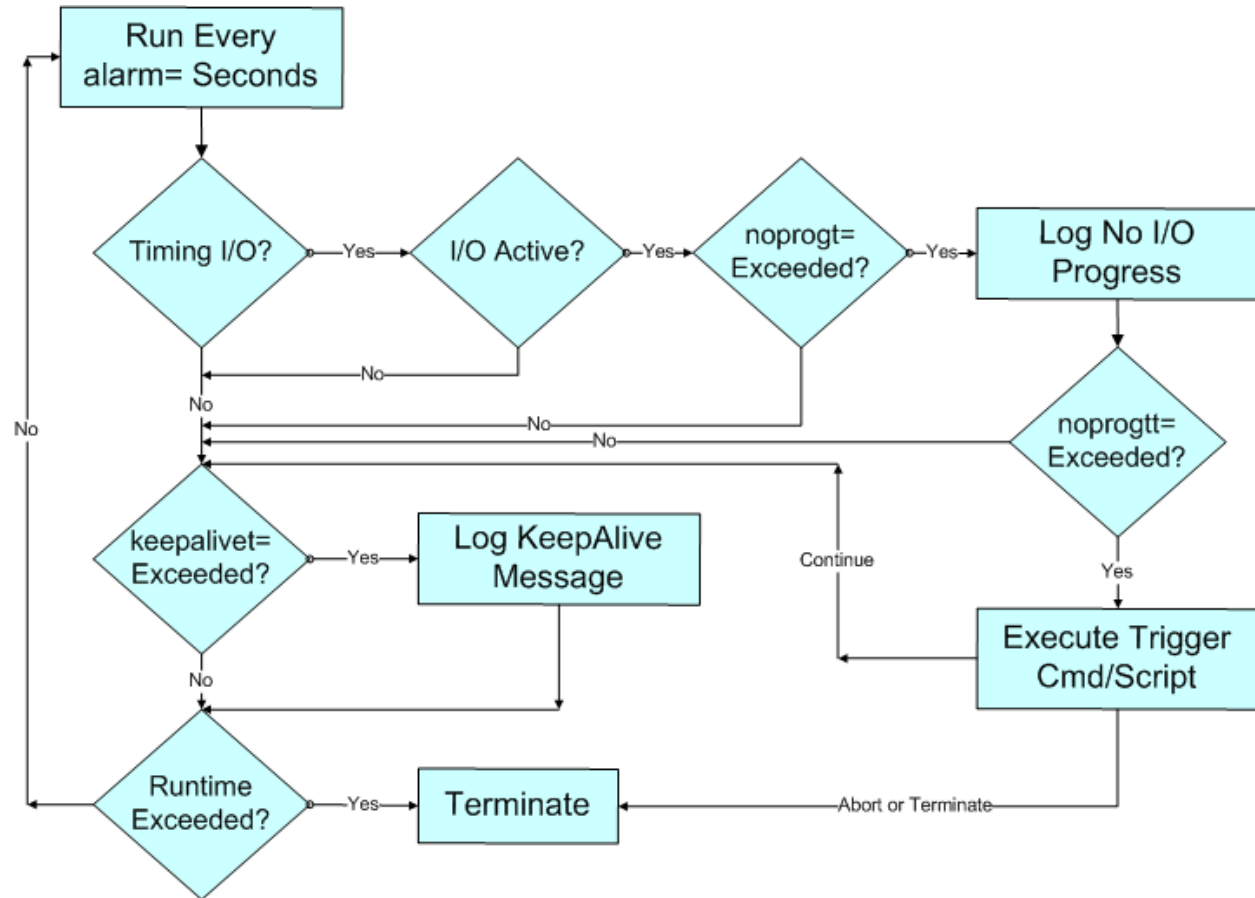 Run Every
alarm= Seconds
Timing I/O?
Yes
I/O Active?
Yes
noprogt=
Exceeded?
Yes
Log No I/O
Progress
No
No
No
No
No
noprogtt=
Exceeded?
keepalivet=
Exceeded?
Yes
Log KeepAlive
Message
Continue
Yes
Execute Trigger
Cmd/Script
No
Runtime
Exceeded?
Yes
Terminate
Abort or Terminate